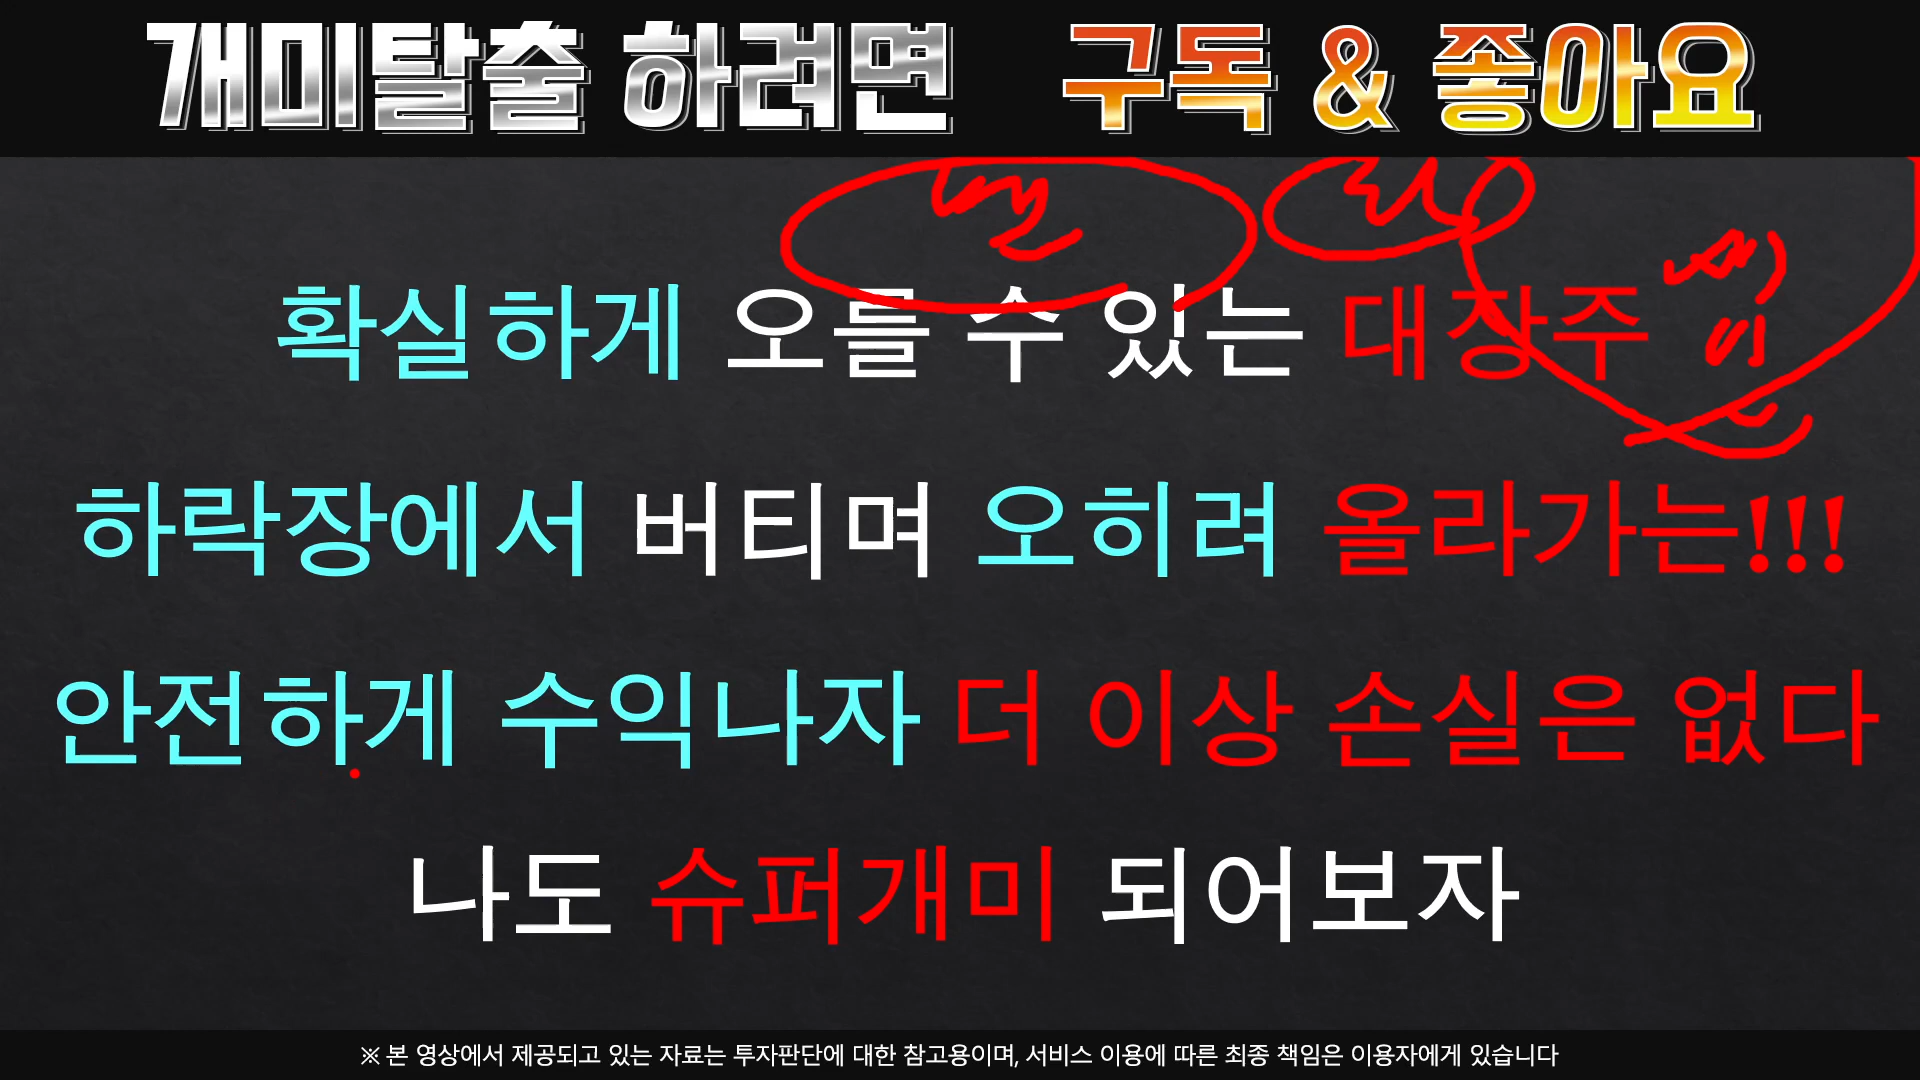 개미탈출 하려면 구독 & 좋아요
확실하게 오를 수 있는 대장주
하락장에서 버티며 오히려 올라가는!!!
안전하게 수익나자 더 이상 손실은 없다
나도 슈퍼개미 되어보자
※ 본 영상에서 제공되고 있는 자료는 투자판단에 대한 참고용이며, 서비스 이용에 따른 최종 책임은 이용자에게 있습니다